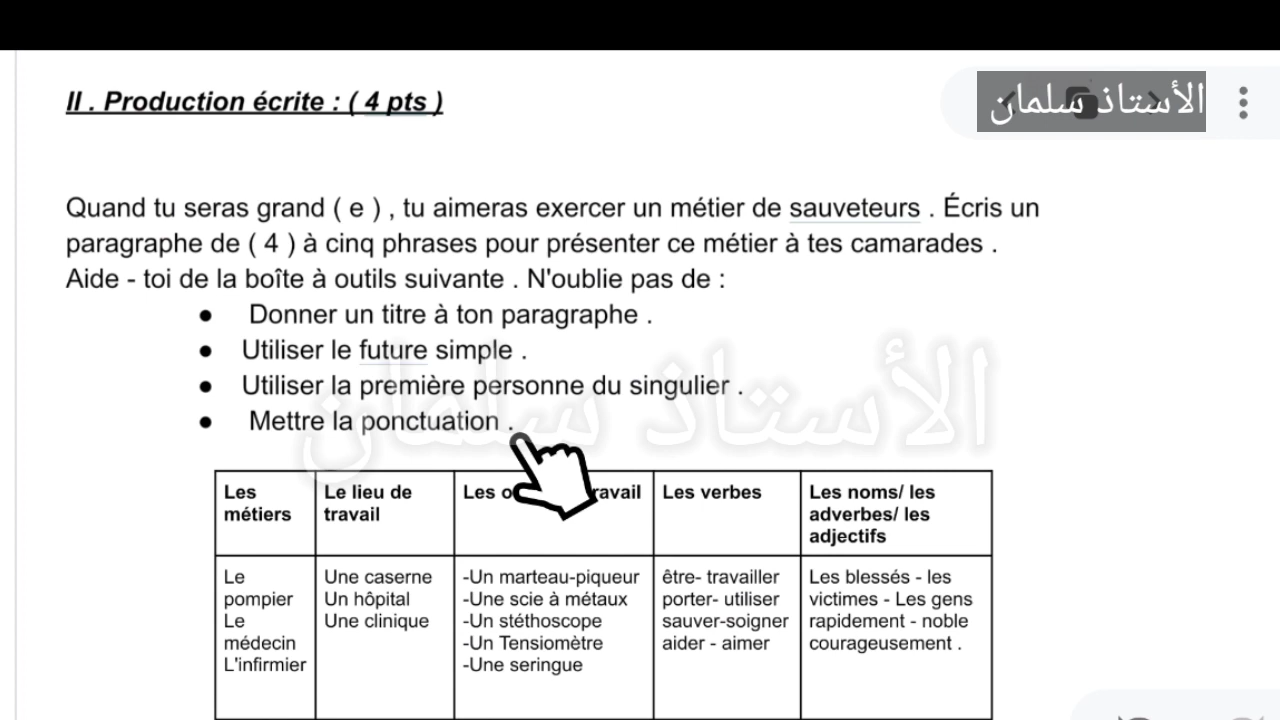 II . Production écrite : ( 4 pts )
الأستاذ سلمان
Quand tu seras grand ( e ) , tu aimeras exercer un métier de sauveteurs . Écris un
paragraphe de ( 4 ) à cinq phrases pour présenter ce métier à tes camarades .
Aide - toi de la boîte à outils suivante . N'oublie pas de :
● Donner un titre à ton paragraphe .
● Utiliser le future simple .
● Utiliser la première personne du singulier .
● Mettre la ponctuation .
الأستاذ سلمان
Les métiers
Le lieu de travail
Les
Les verbes
Les noms/ les adverbes/ les adjectifs
Le pompier
Le médecin
L'infirmier
Une caserne
Un hôpital
Une clinique
-Un marteau-piqueur
-Une scie à métaux
-Un stéthoscope
-Un Tensiomètre
-Une seringue
être- travailler
porter- utiliser
sauver-soigner
aider - aimer
Les blessés - les
victimes - Les gens
rapidement - noble
courageusement .